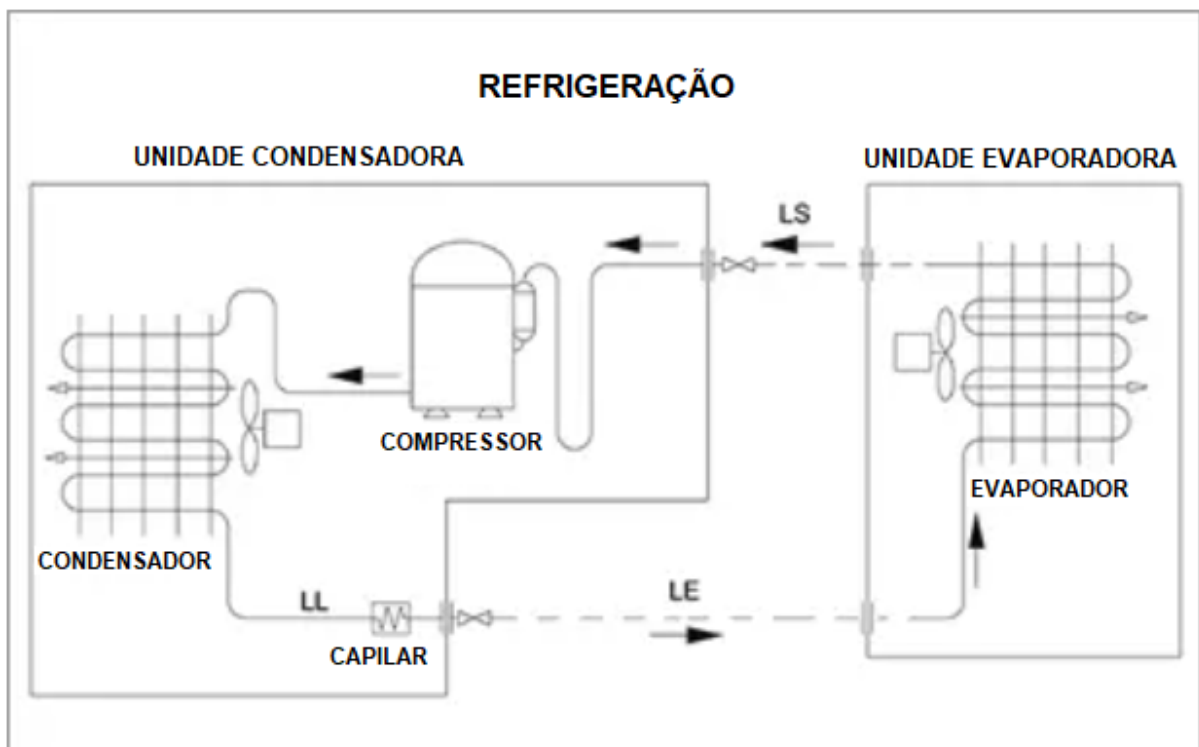 REFRIGERAÇÃO
UNIDADE CONDENSADORA
UNIDADE EVAPORADORA
LS
COMPRESSOR
EVAPORADOR
CONDENSADOR
LL
LE
CAPILAR